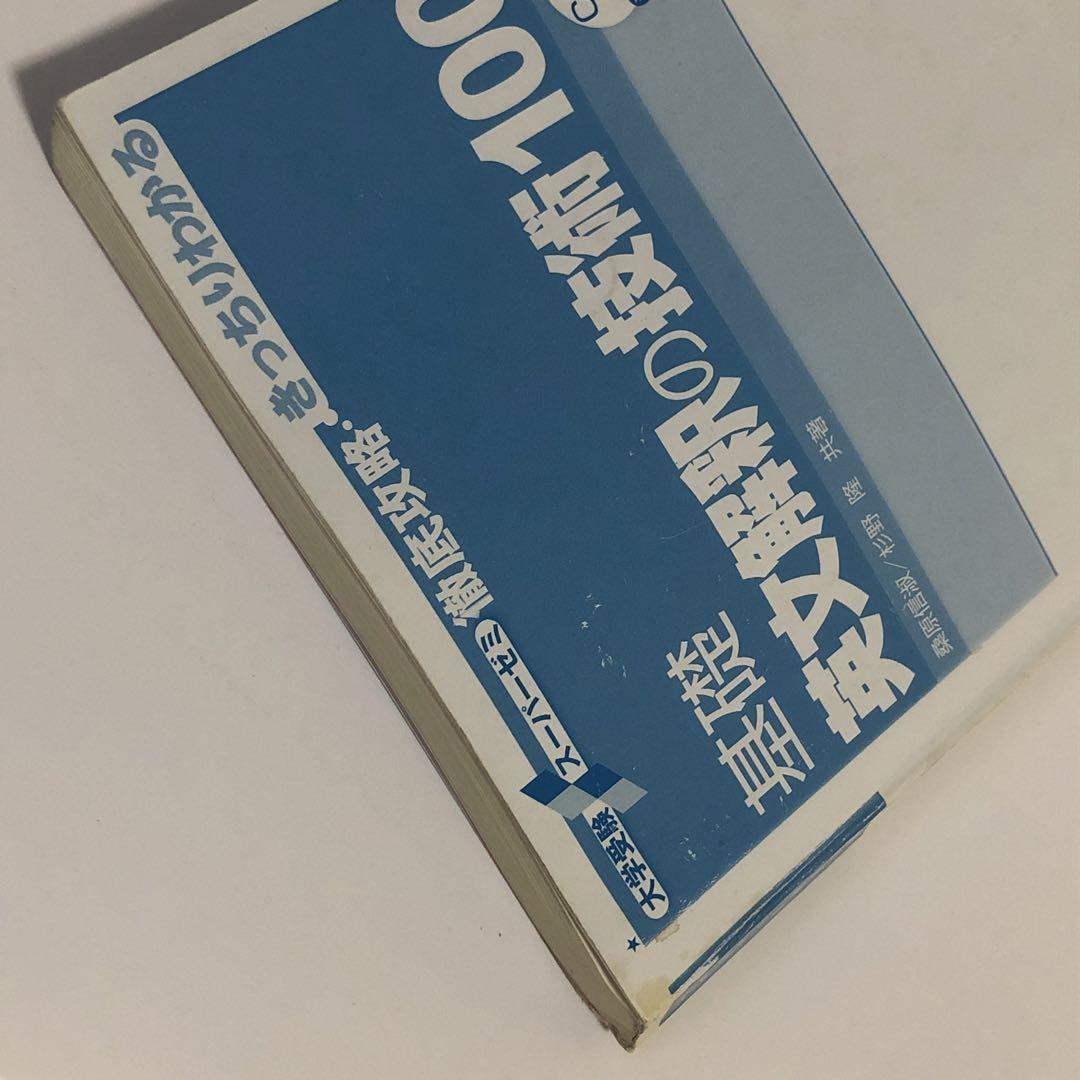 ★大学受験スーパーゼミ 徹底攻略:きっちりわかる
基礎
英文解釈の技術100
桑原信淑/杉野 隆 共著
C